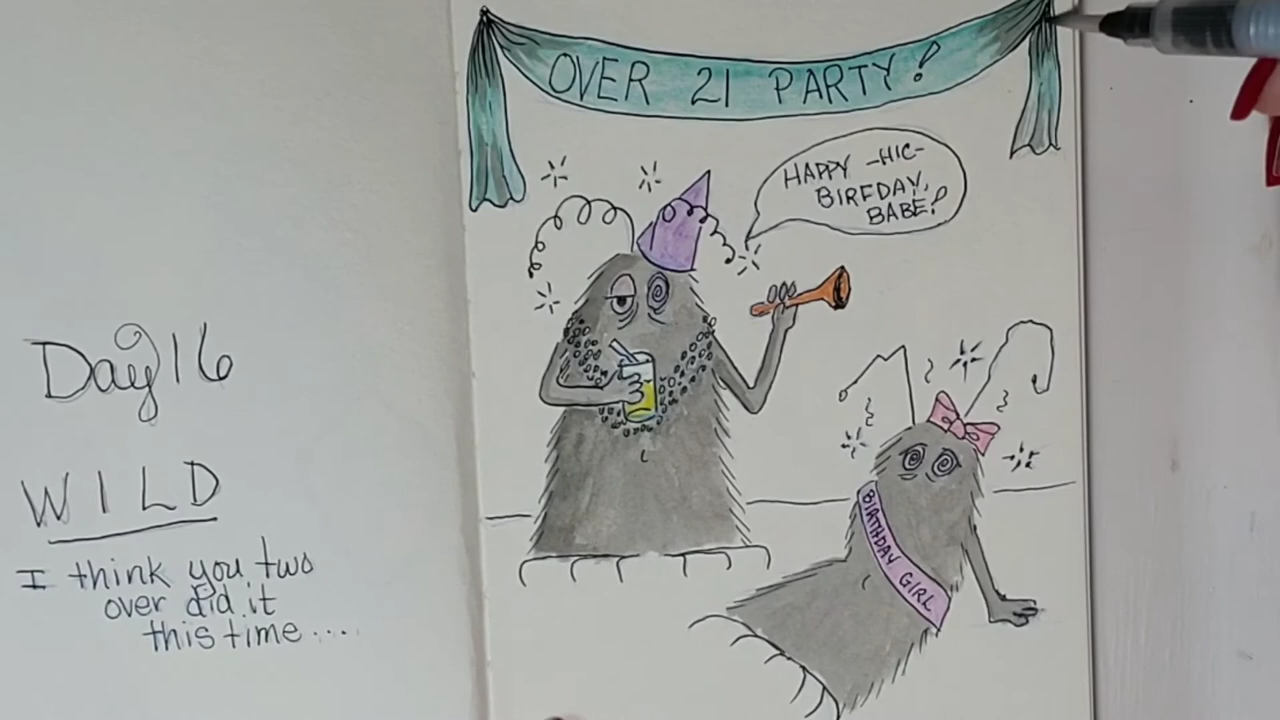 OVER 21 PARTY!
HAPPY -HIC-
BIRFDAY,
BABE!
BIRTHDAY GIRL
Day 16
WILD
I think you two
over did it
this time....